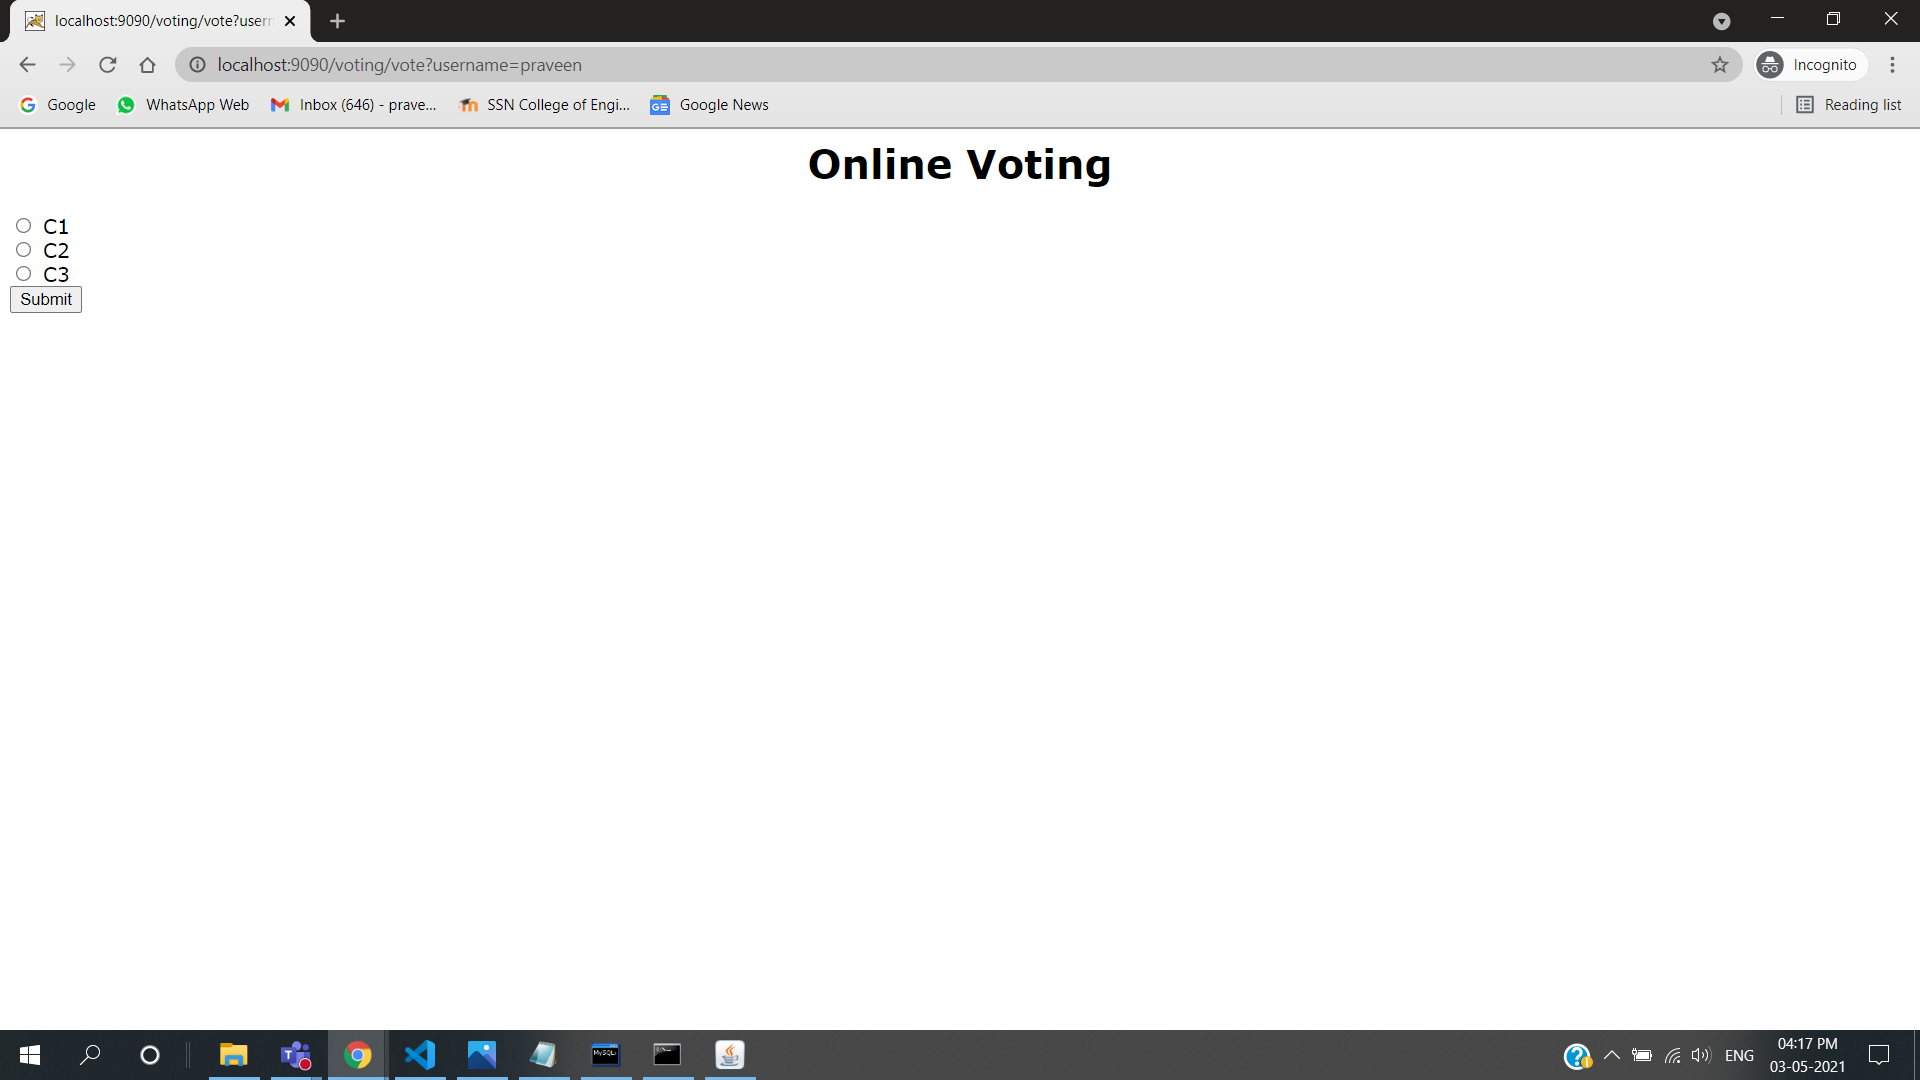 localhost:9090/voting/vote?usern
localhost:9090/voting/vote?username=praveen
Incognito
Google
WhatsApp Web
Inbox (646) - prave...
SSN College of Engi...
Google News
Reading list
Online Voting
C1
C2
C3
Submit
ENG
04:17 PM
03-05-2021